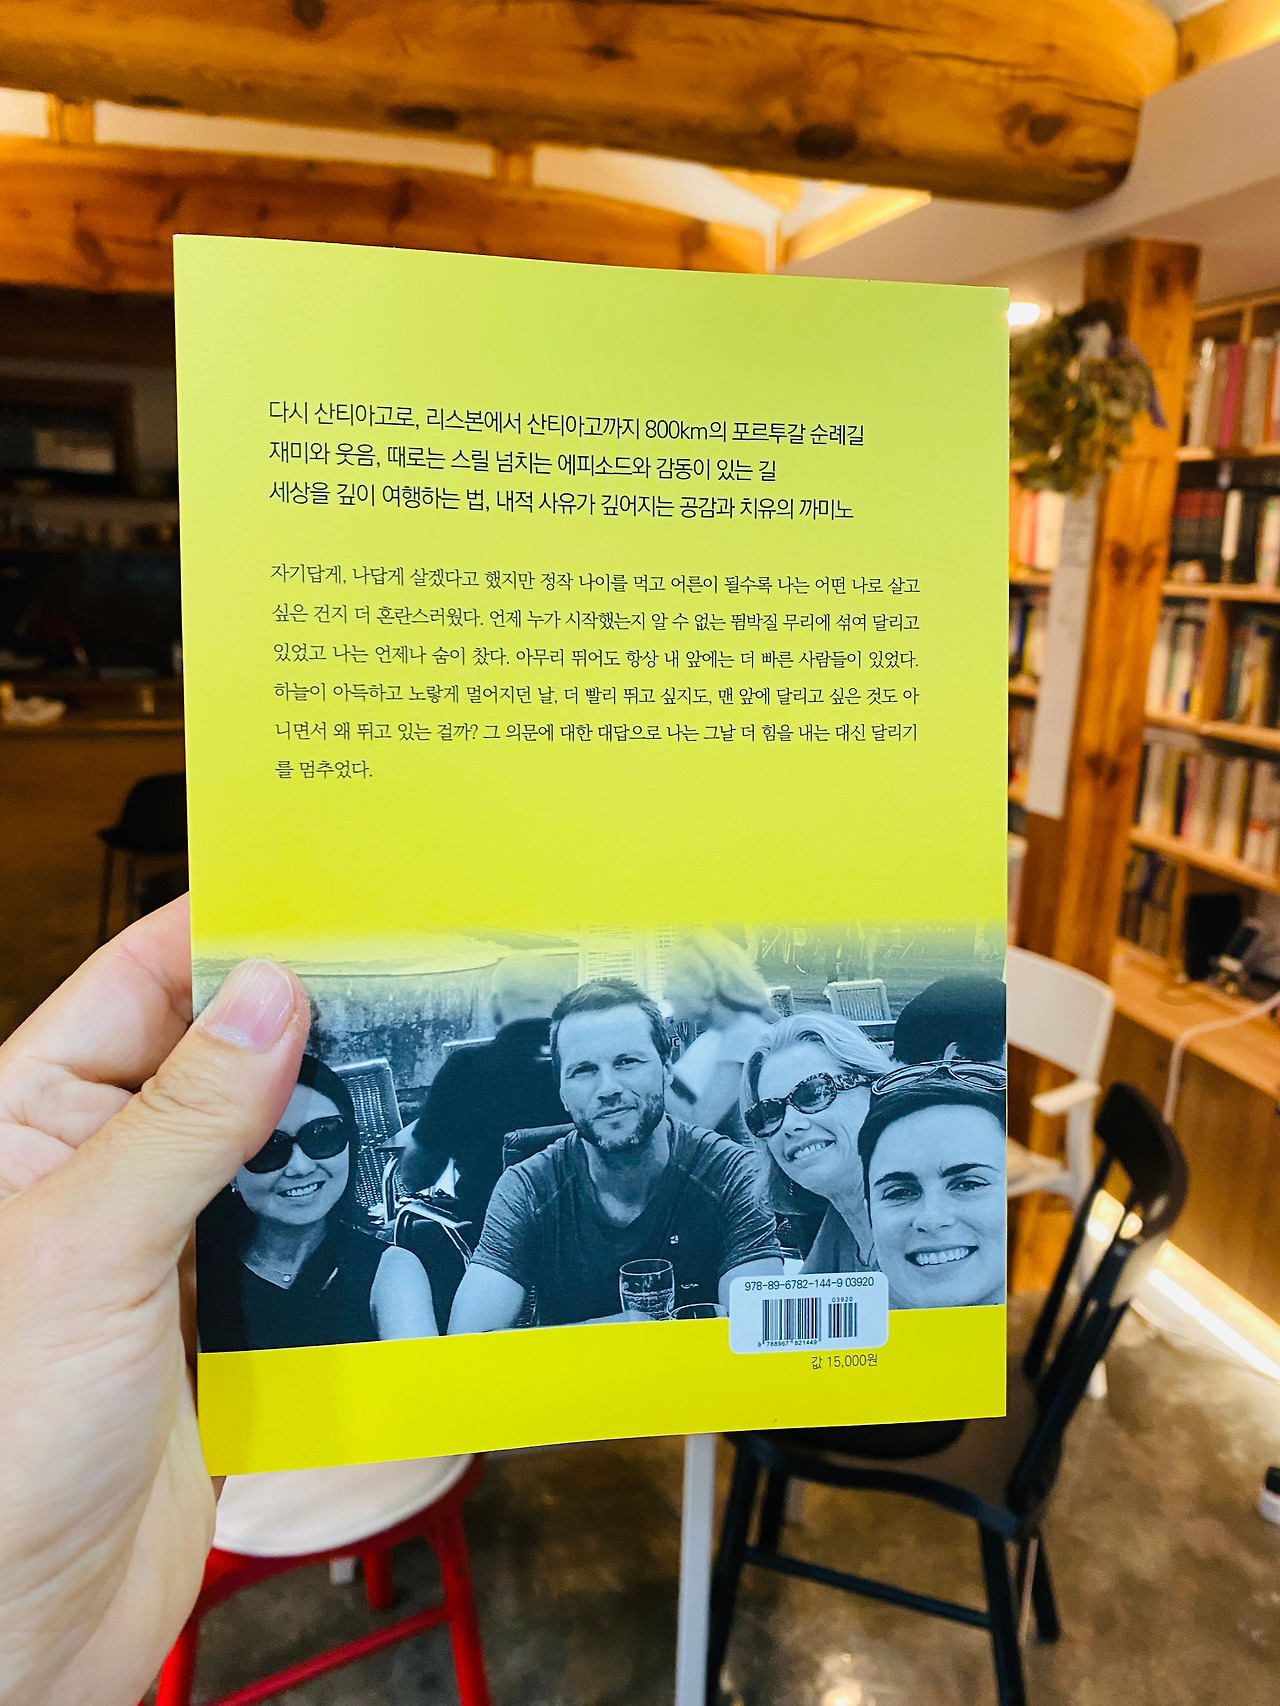 다시 산티아고로, 리스본에서 산티아고까지 800km의 포르투갈 순례길
재미와 웃음, 때로는 스릴 넘치는 에피소드와 감동이 있는 길
세상을 깊이 여행하는 법, 내적 사유가 깊어지는 공감과 치유의 까미노
자기답게, 나답게 살겠다고 했지만 정작 나이를 먹고 어른이 될수록 나는 어떤 나로 살고
싶은 건지 더 혼란스러웠다. 언제 누가 시작했는지 알 수 없는 뜀박질 무리에 섞여 달리고
있었고 나는 언제나 숨이 찼다. 아무리 뛰어도 항상 내 앞에는 더 빠른 사람들이 있었다.
하늘이 아득하고 노랗게 멀어지던 날, 더 빨리 뛰고 싶지도, 맨 앞에 달리고 싶은 것도 아
니면서 왜 뛰고 있는 걸까? 그 의문에 대한 대답으로 나는 그날 더 힘을 내는 대신 달리기
를 멈추었다.
978-89-6782-144-9 03920
03920
9 788967 821449
값 15,000원